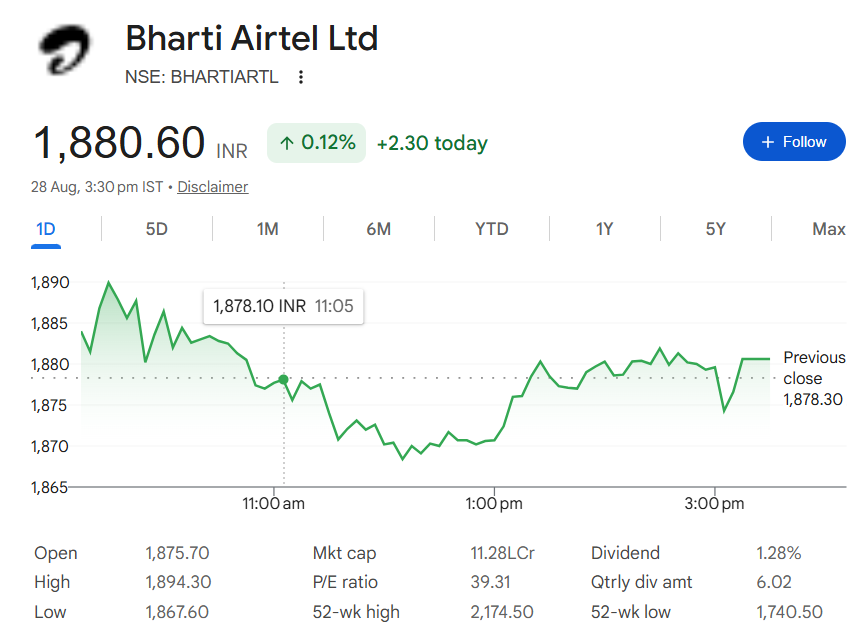 Bharti Airtel Ltd
NSE: BHARTIARTL
1,880.60 INR ↑ 0.12% +2.30 today
+ Follow
28 Aug, 3:30 pm IST • Disclaimer
1D 5D 1M 6M YTD 1Y 5Y Max
1,890
1,878.10 INR 11:05
1,885
1,880
Previous
close
1,878.30
1,875
1,870
1,865
11:00 am 1:00 pm 3:00 pm
Open 1,875.70 Mkt cap 11.28LCr Dividend 1.28%
High 1,894.30 P/E ratio 39.31 Qtrly div amt 6.02
Low 1,867.60 52-wk high 2,174.50 52-wk low 1,740.50